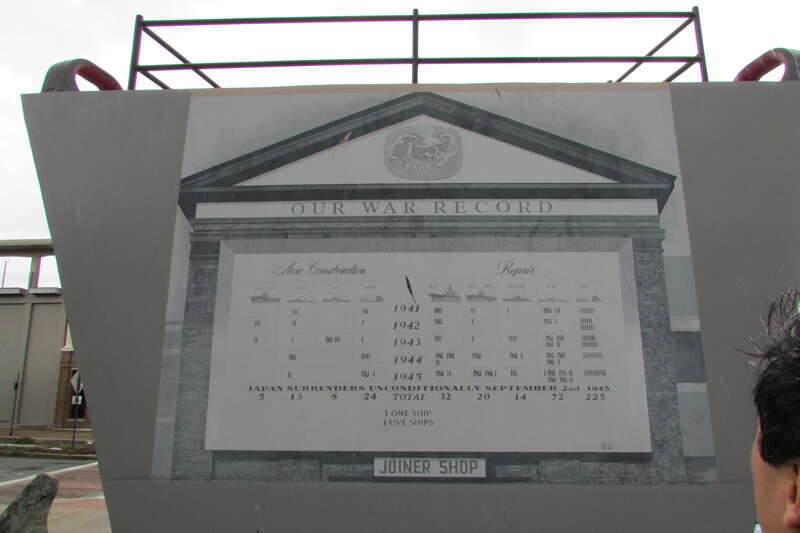 OUR WAR RECORD
New Construction Repair
1941
1942
1943
1944
1945
JAPAN SURRENDERS UNCONDITIONALLY SEPTEMBER 2nd 1945
5 13 8 24 TOTAL 32 20 14 72 225
ONE SHIP
FIVE SHIPS
JOINER SHOP